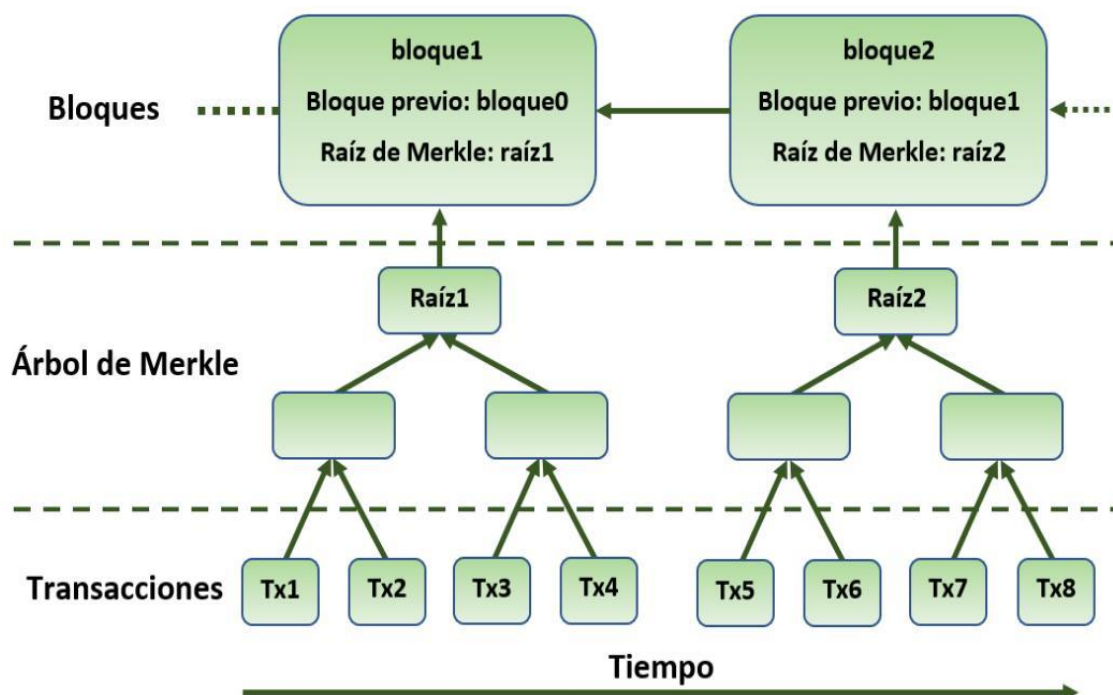 bloque1
Bloque previo: bloque0
Raíz de Merkle: raíz1
bloque2
Bloque previo: bloque1
Raíz de Merkle: raíz2
Bloques
Raíz1
Raíz2
Árbol de Merkle
Transacciones
Tx1
Tx2
Tx3
Tx4
Tx5
Tx6
Tx7
Tx8
Tiempo